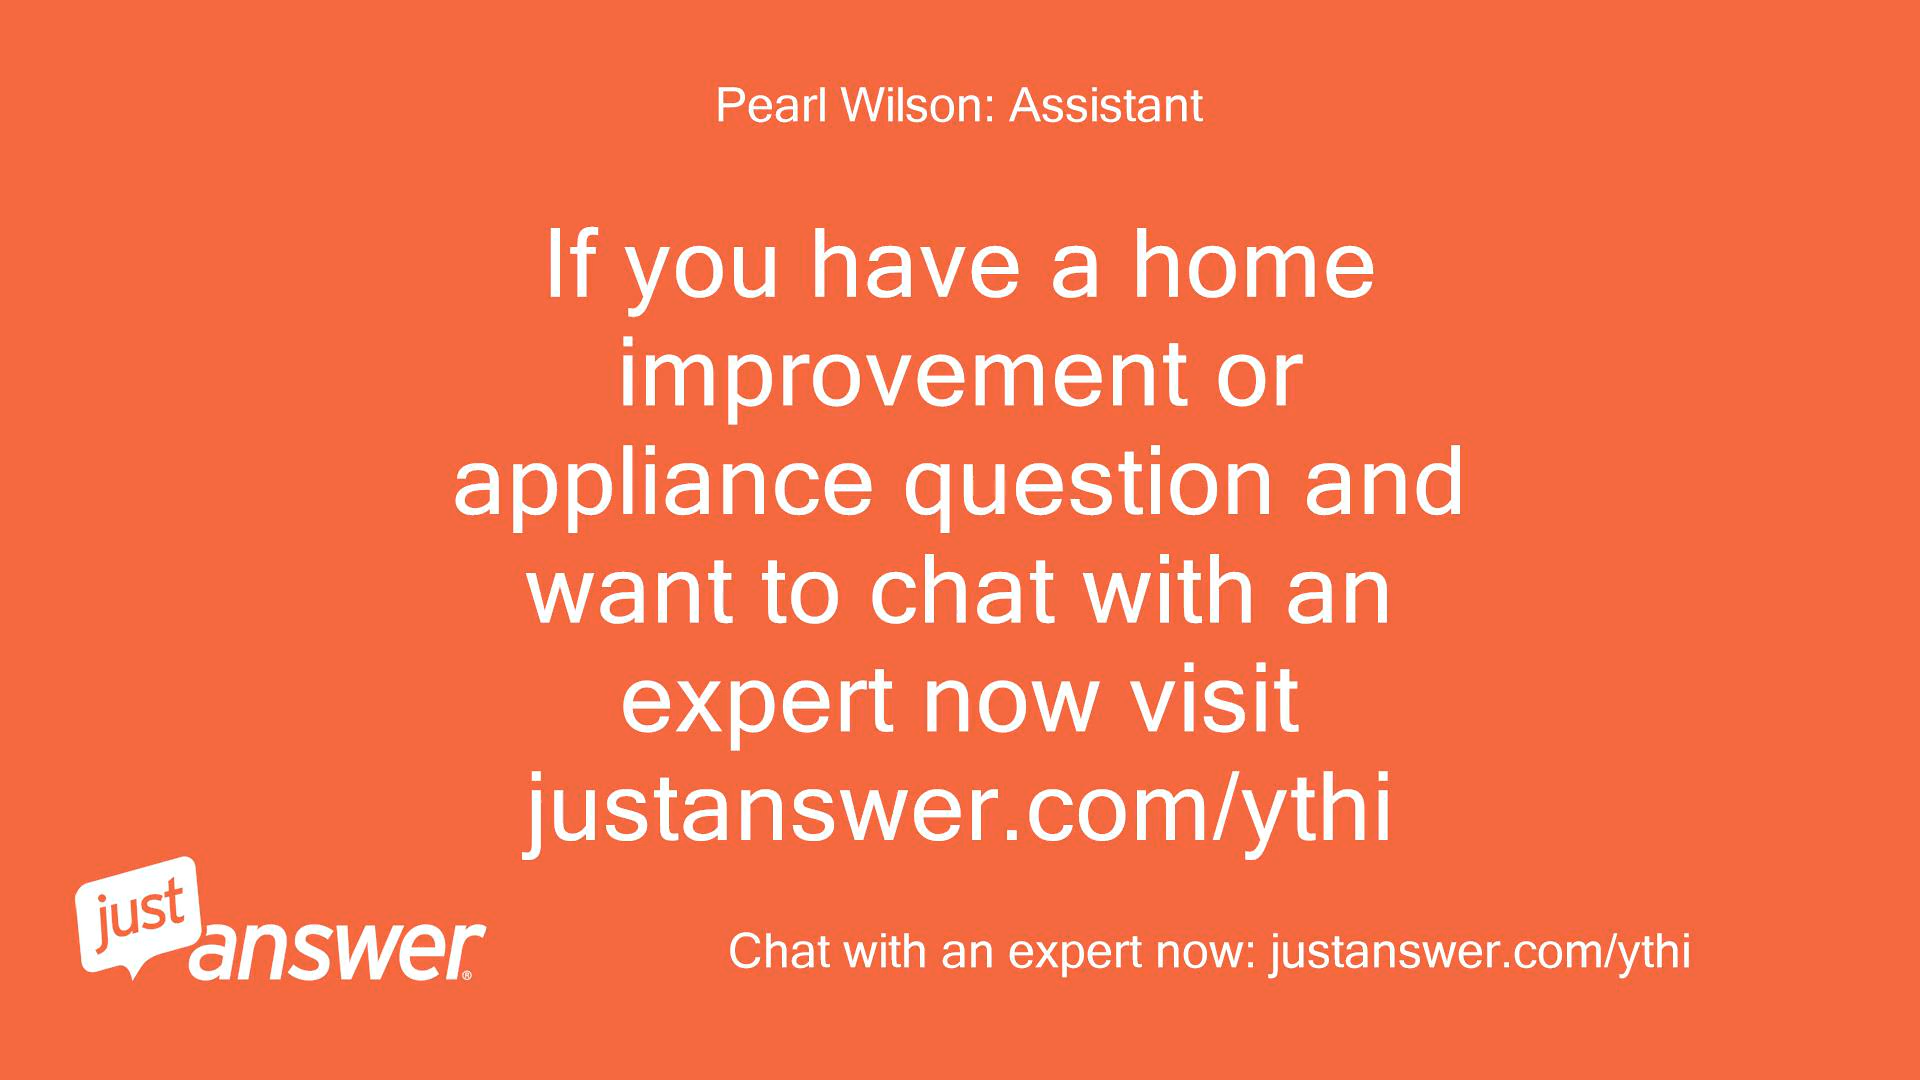 Pearl Wilson: Assistant
If you have a home
improvement or
appliance question and
want to chat with an
expert now visit
justanswer.com/ythi
just
answer®
Chat with an expert now: justanswer.com/ythi